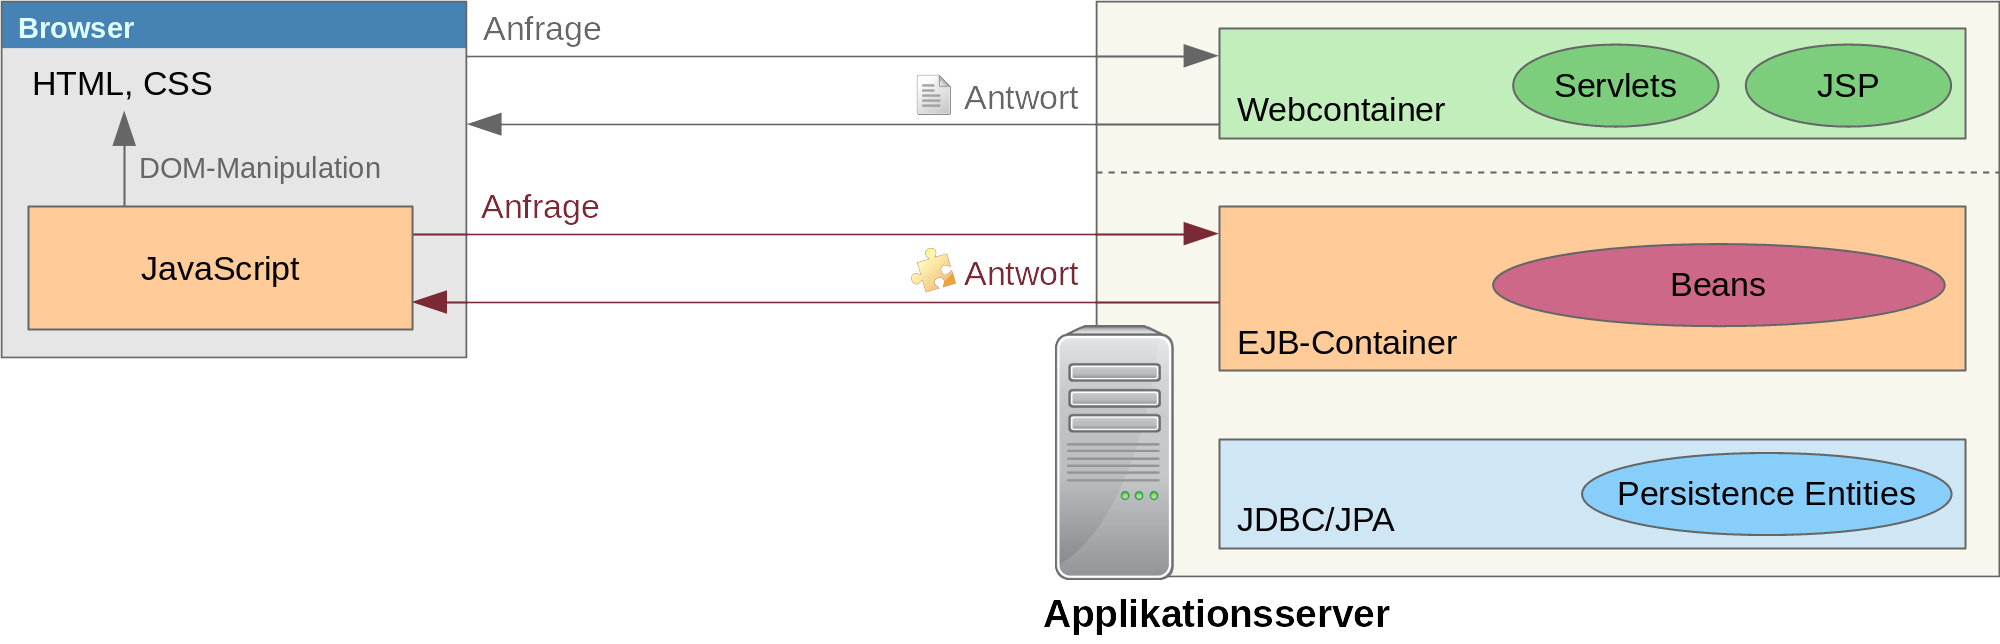 Browser
HTML, CSS
DOM-Manipulation
JavaScript
Anfrage
Antwort
Anfrage
Antwort
Webcontainer
Servlets
JSP
EJB-Container
Beans
JDBC/JPA
Persistence Entities
Applikationsserver